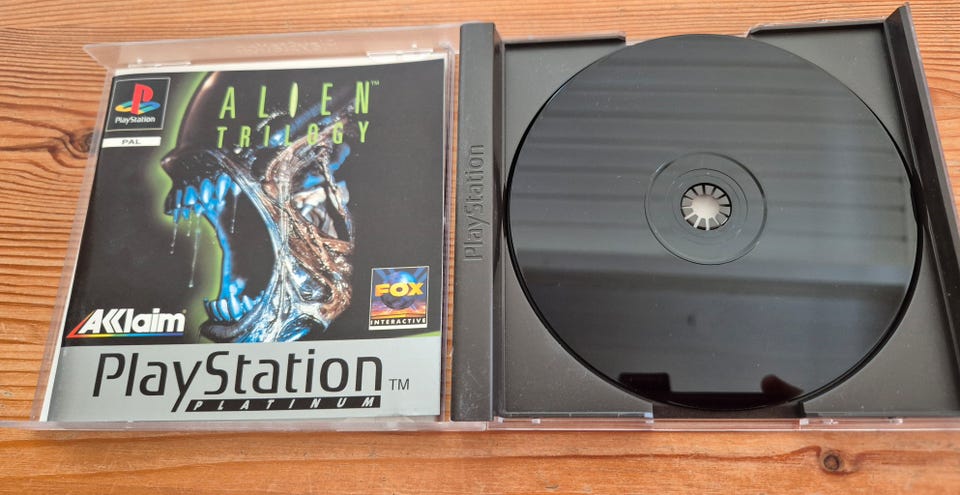 PlayStation
PAL
ALIEN™
TRILOGY
AKKlaim
FOX
INTERACTIVE
PlayStation™
PLATINUM
PlayStation